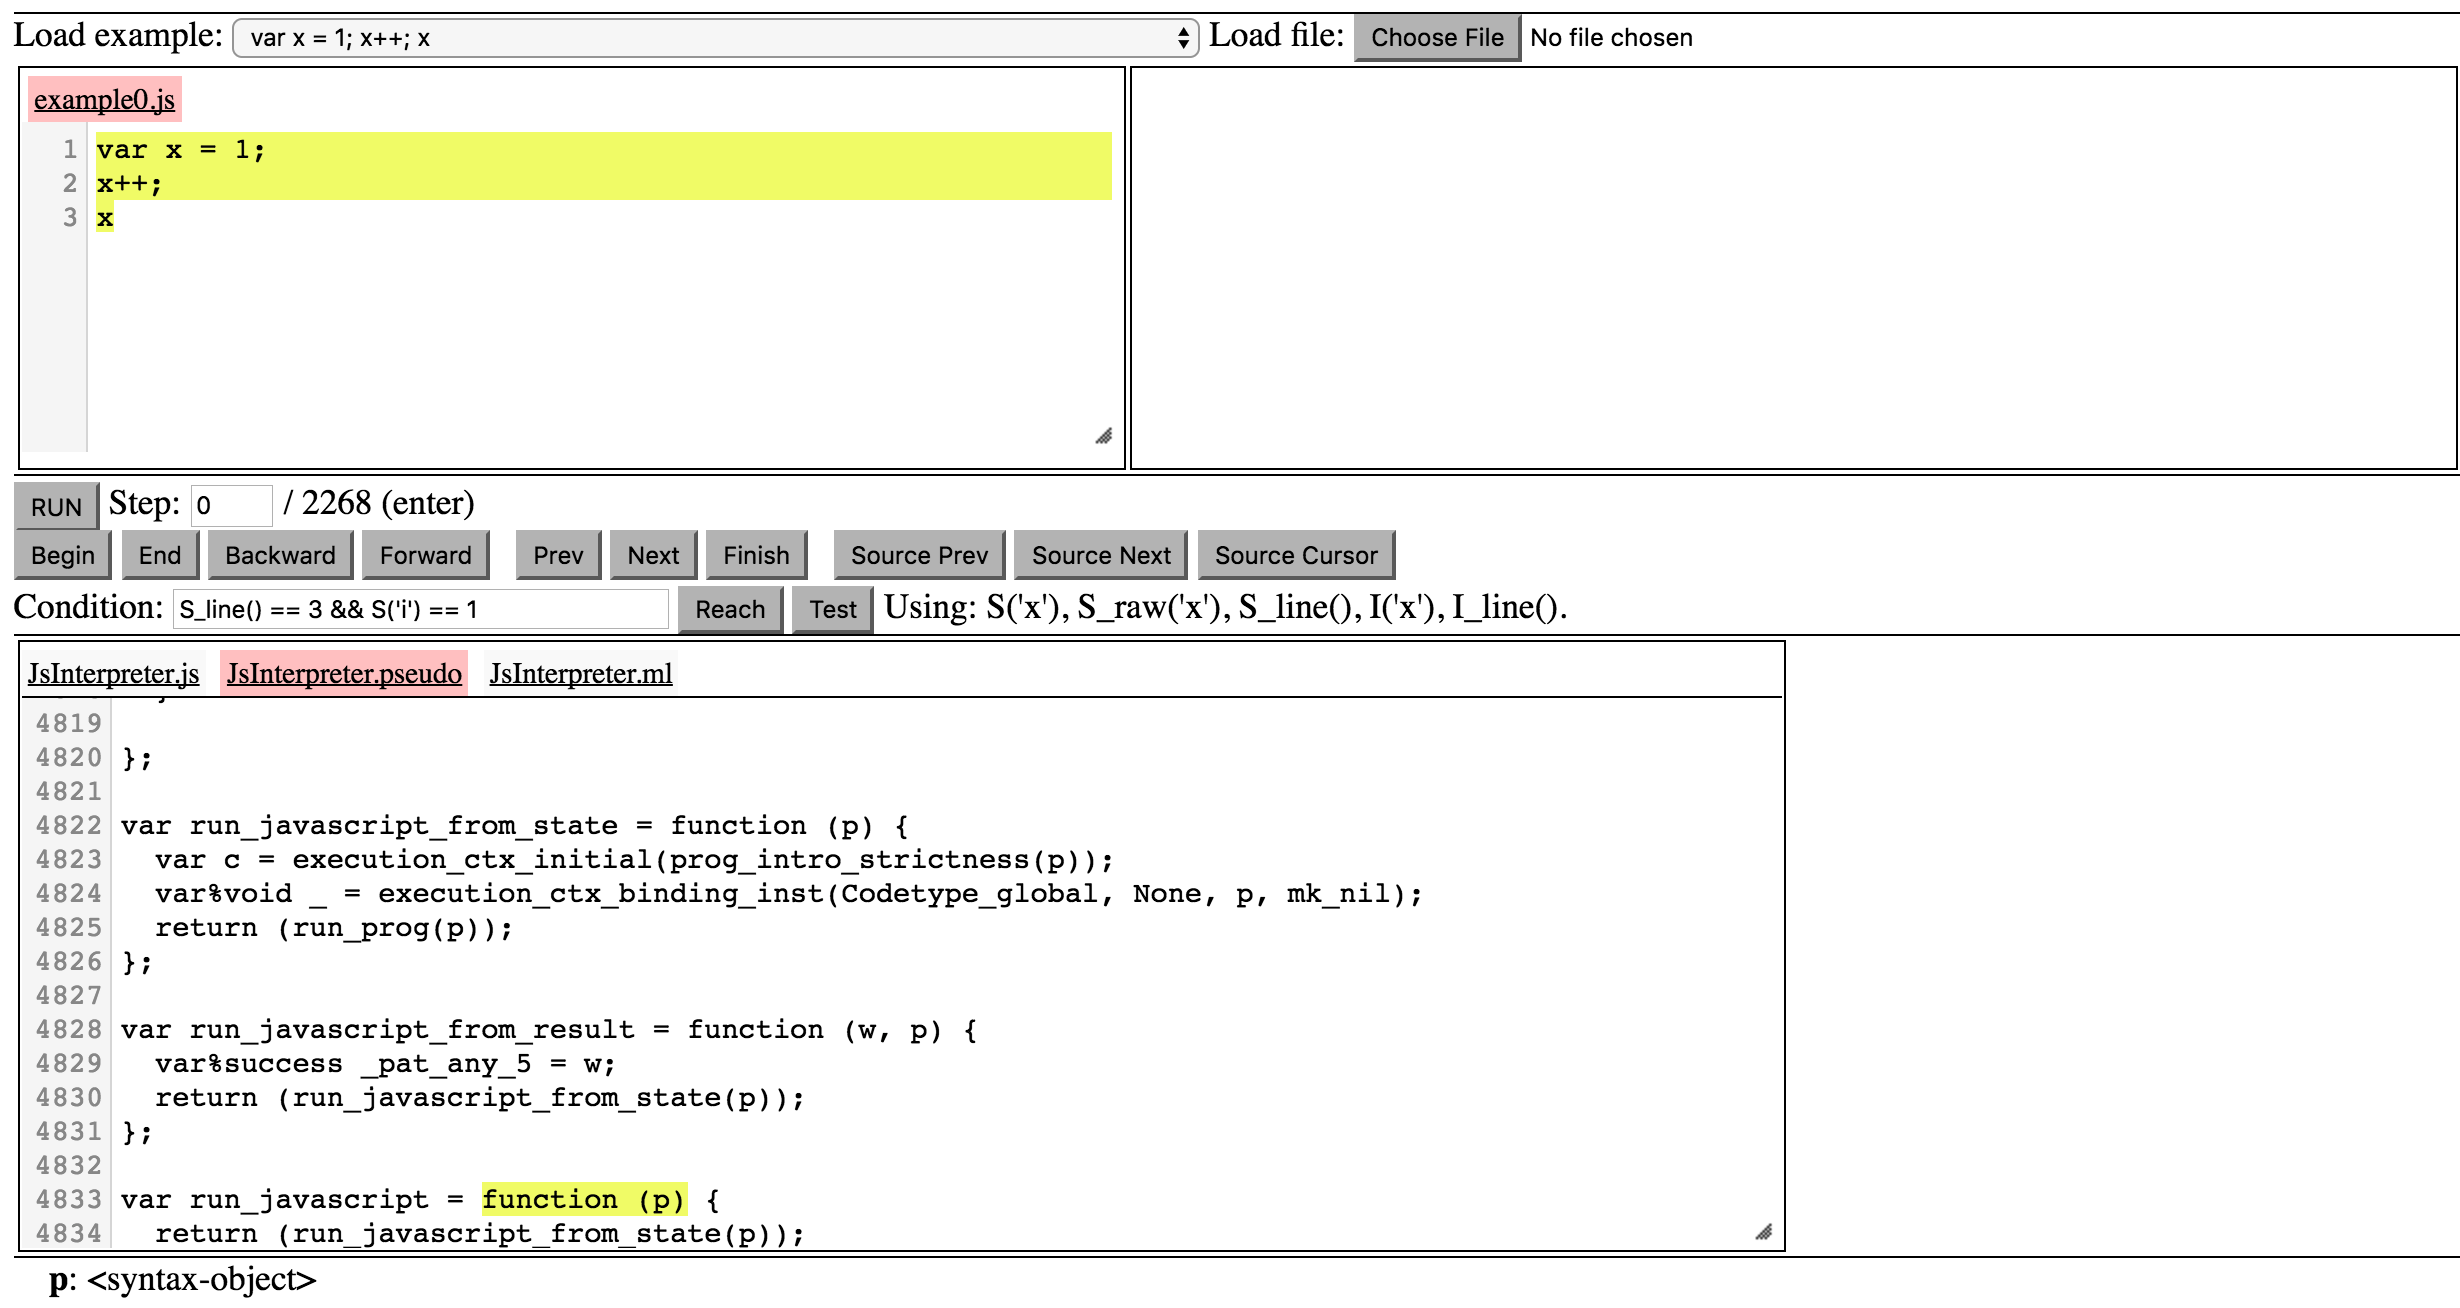 Load example: var x = 1; x++; x Load file: Choose File No file chosen
example0.js
1 var x = 1;
2 x++;
3 x
RUN Step: 0 / 2268 (enter)
Begin End Backward Forward Prev Next Finish Source Prev Source Next Source Cursor
Condition: S_line() == 3 && S('i') == 1 Reach Test Using: S('x'), S_raw('x'), S_line(), I('x'), I_line().
JsInterpreter.js JsInterpreter.pseudo JsInterpreter.ml
4819
4820 };
4821
4822 var run_javascript_from_state = function (p) {
4823   var c = execution_ctx_initial(prog_intro_strictness(p));
4824   var%void _ = execution_ctx_binding_inst(Codetype_global, None, p, mk_nil);
4825   return (run_prog(p));
4826 };
4827
4828 var run_javascript_from_result = function (w, p) {
4829   var%success _pat_any_5 = w;
4830   return (run_javascript_from_state(p));
4831 };
4832
4833 var run_javascript = function (p) {
4834   return (run_javascript_from_state(p));
p: <syntax-object>